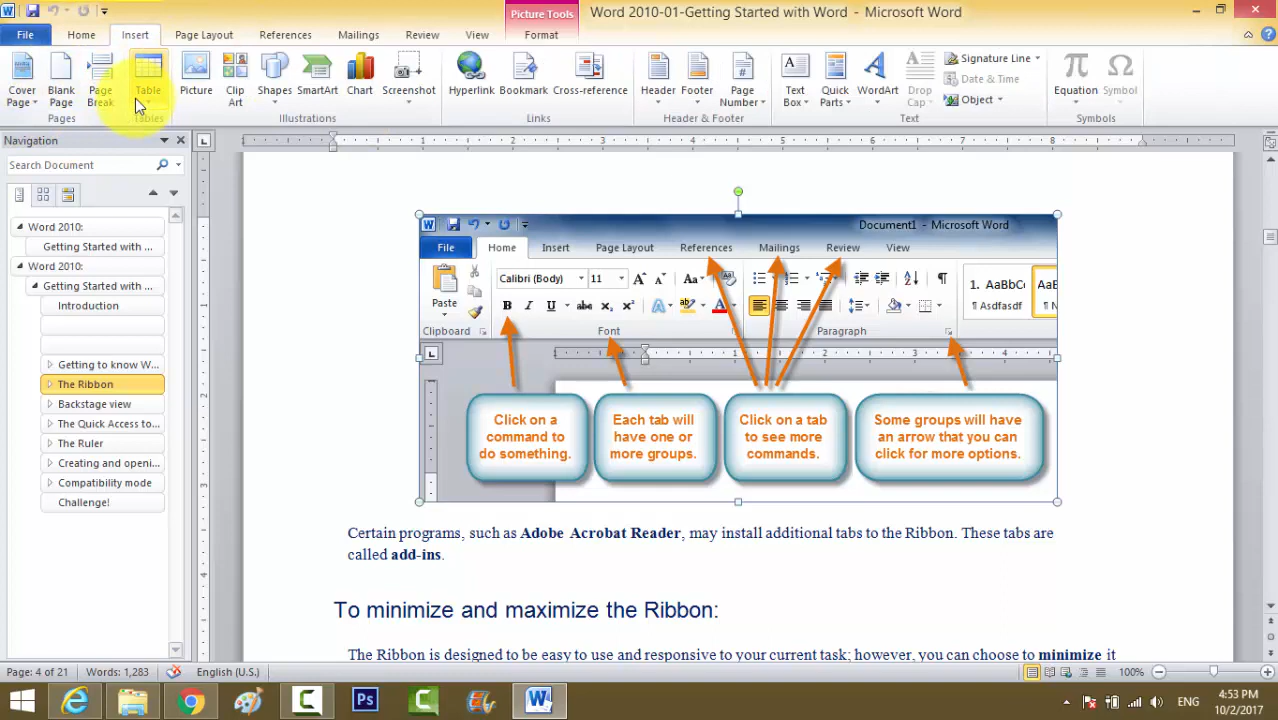 Picture Tools
Word 2010-01-Getting Started with Word - Microsoft Word
File Home Insert Page Layout References Mailings Review View Format
Cover Page
Blank Page
Page Break
Table
Picture
Clip Art
Shapes
SmartArt
Chart
Screenshot
Hyperlink
Bookmark
Cross-reference
Header
Footer
Page Number
Text Box
Quick Parts
WordArt
Drop Cap
Signature Line
Date & Time
Object
Equation
Symbol
Pages Tables Illustrations Links Header & Footer Text Symbols
Navigation
Search Document
Word 2010:
Getting Started with ...
Word 2010:
Getting Started with ...
Introduction
Getting to know W...
The Ribbon
Backstage view
The Quick Access to...
The Ruler
Creating and openi...
Compatibility mode
Challenge!
1 2 3 4 5 6 7 8
Document1 - Microsoft Word
File Home Insert Page Layout References Mailings Review View
Calibri (Body) 11
Paste
1. AaBbCc
Asdfasdf
Clipboard Font Paragraph
Click on a
command to
do something.
Each tab will
have one or
more groups.
Click on a tab
to see more
commands.
Some groups will have
an arrow that you can
click for more options.
Certain programs, such as Adobe Acrobat Reader, may install additional tabs to the Ribbon. These tabs are
called add-ins.
To minimize and maximize the Ribbon:
The Ribbon is designed to be easy to use and responsive to your current task; however, you can choose to minimize it
Page: 4 of 21 Words: 1,283 English (U.S.) 100%
ENG
4:53 PM
10/2/2017